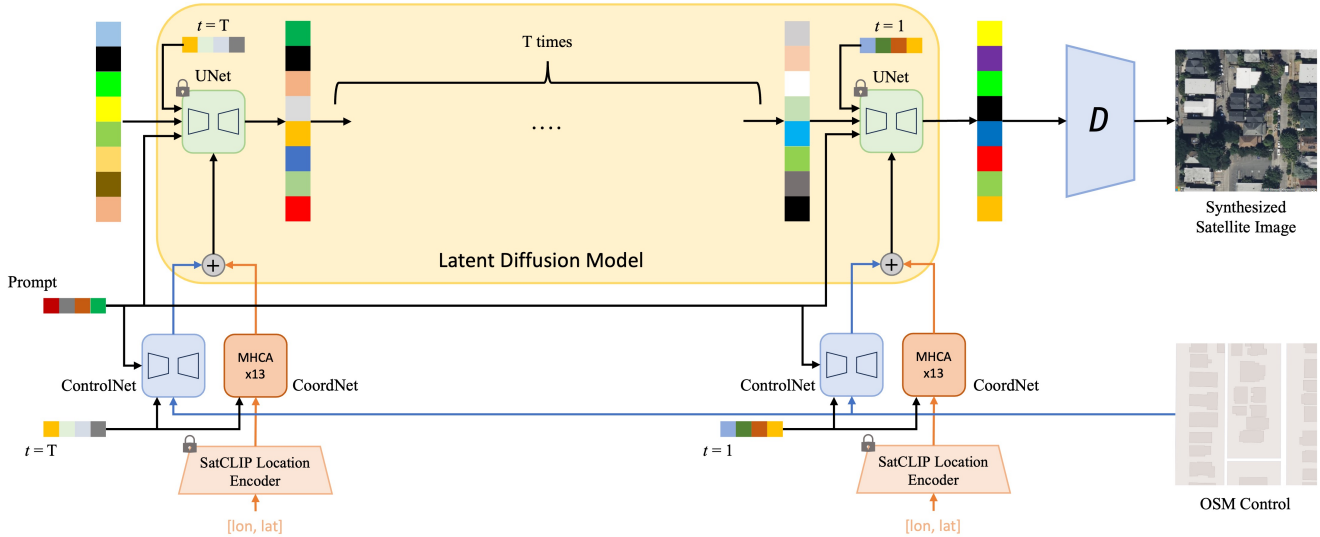 t = T
UNet
T times
....
t = 1
UNet
D
Synthesized
Satellite Image
Latent Diffusion Model
+
+
Prompt
MHCA
x13
ControlNet
CoordNet
MHCA
x13
ControlNet
CoordNet
t = T
SatCLIP Location
Encoder
[lon, lat]
t = 1
SatCLIP Location
Encoder
[lon, lat]
OSM Control